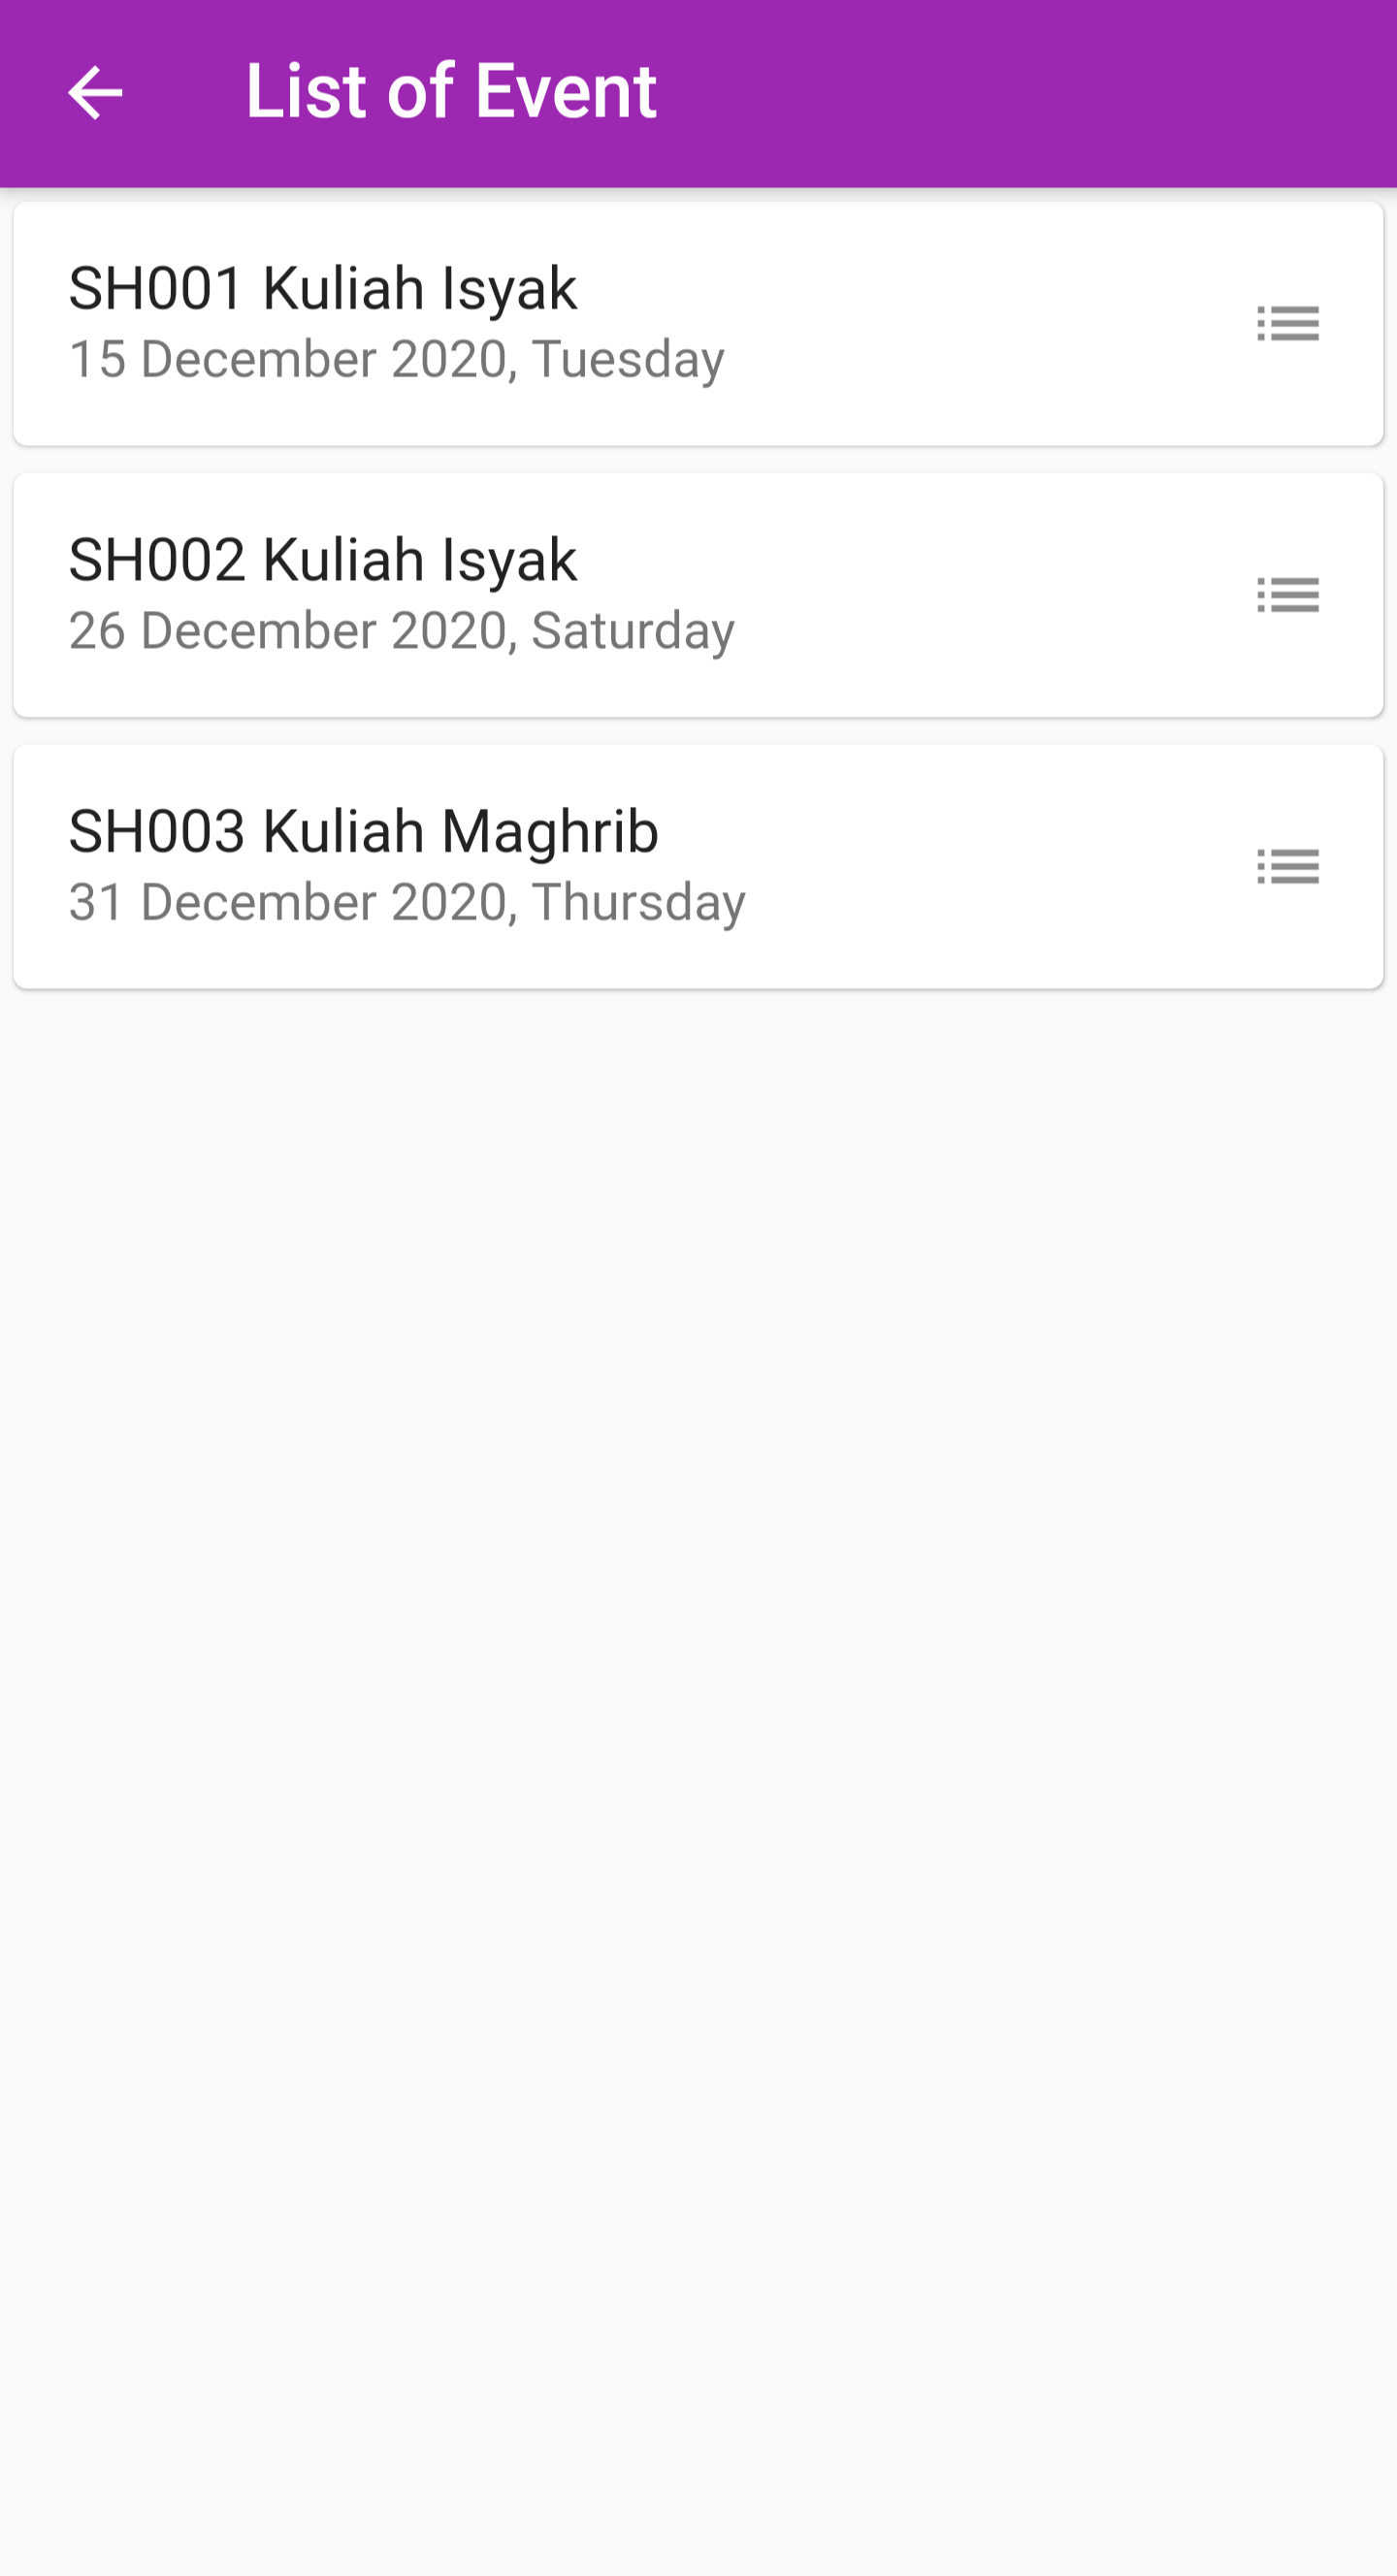 List of Event
SH001 Kuliah Isyak
15 December 2020, Tuesday
SH002 Kuliah Isyak
26 December 2020, Saturday
SH003 Kuliah Maghrib
31 December 2020, Thursday